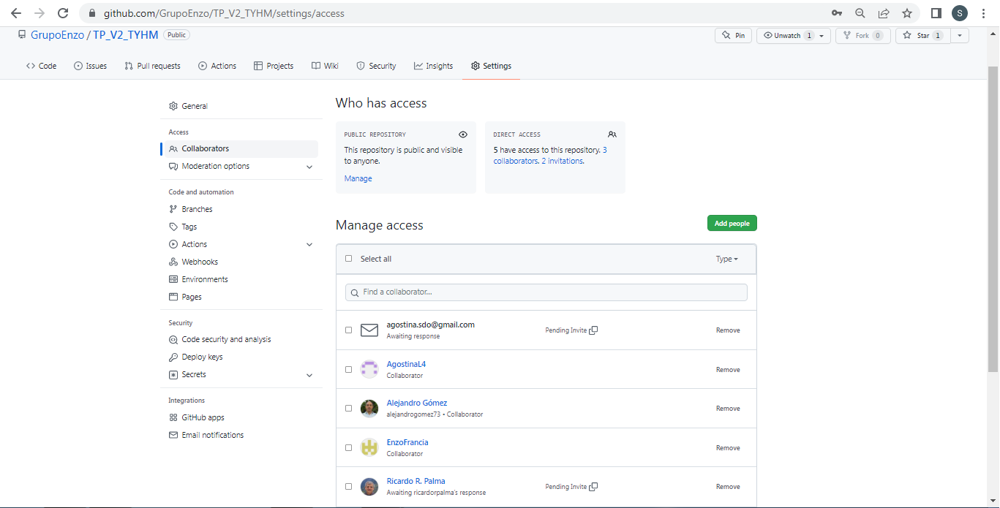 github.com/GrupoEnzo/TP_V2_TYHM/settings/access
S
GrupoEnzo / TP_V2_TYHM Public
Pin
Unwatch 1
Fork 0
Star 1
Code
Issues
Pull requests
Actions
Projects
Wiki
Security
Insights
Settings
General
Access
Collaborators
Moderation options
Code and automation
Branches
Tags
Actions
Webhooks
Environments
Pages
Security
Code security and analysis
Deploy keys
Secrets
Integrations
GitHub apps
Email notifications
Who has access
PUBLIC REPOSITORY
This repository is public and visible
to anyone.
Manage
DIRECT ACCESS
5 have access to this repository. 3
collaborators. 2 invitations.
Manage access
Add people
Select all
Type
Find a collaborator...
agostina.sdo@gmail.com
Awaiting response
Pending Invite
Remove
AgostinaL4
Collaborator
Remove
Alejandro Gómez
alejandrogomez73 • Collaborator
Remove
EnzoFrancia
Collaborator
Remove
Ricardo R. Palma
Awaiting ricardorpalma's response
Pending Invite
Remove